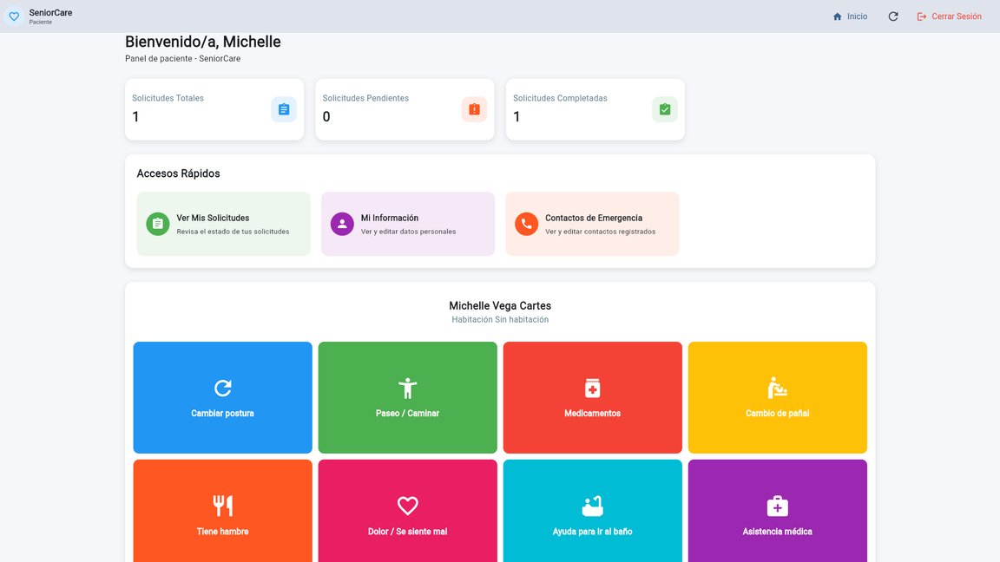 SeniorCare
Paciente
Inicio
Cerrar Sesión
Bienvenido/a, Michelle
Panel de paciente - SeniorCare
Solicitudes Totales
1
Solicitudes Pendientes
0
Solicitudes Completadas
1
Accesos Rápidos
Ver Mis Solicitudes
Revisa el estado de tus solicitudes
Mi Información
Ver y editar datos personales
Contactos de Emergencia
Ver y editar contactos registrados
Michelle Vega Cartes
Habitación Sin habitación
Cambiar postura
Paseo / Caminar
Medicamentos
Cambio de pañal
Tiene hambre
Dolor / Se siente mal
Ayuda para ir al baño
Asistencia médica